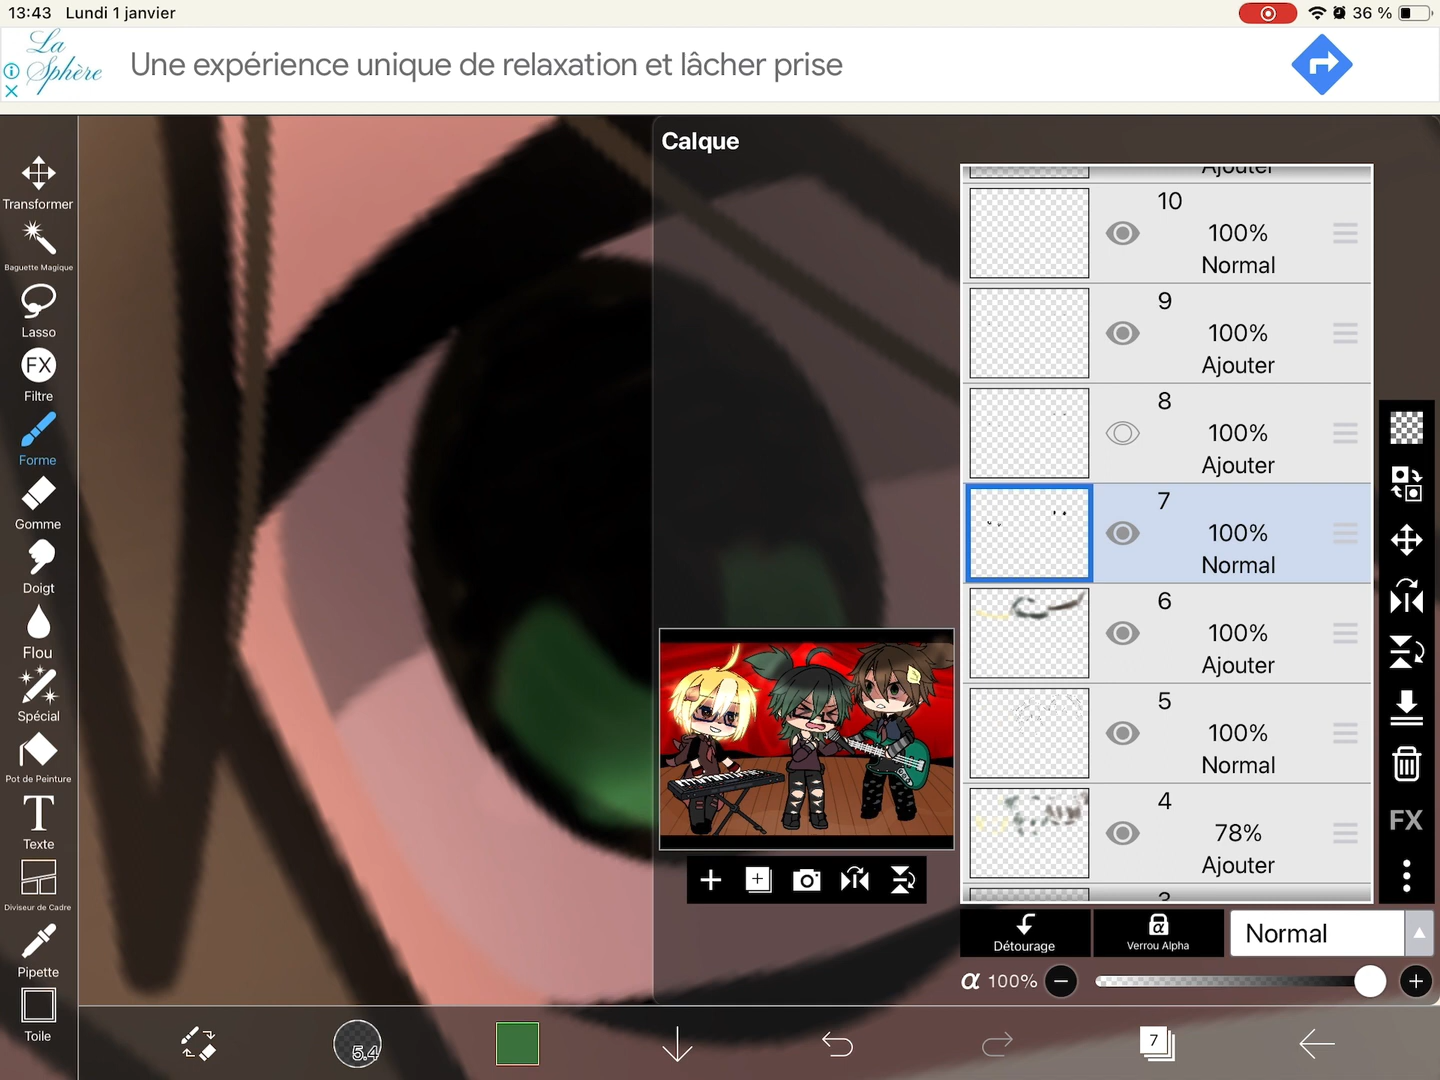 13:43 Lundi 1 janvier
36 %
La
Sphère
Une expérience unique de relaxation et lâcher prise
Calque
Transformer
Baguette Magique
Lasso
FX
Filtre
Forme
Gomme
Doigt
Flou
Spécial
Pot de Peinture
T
Texte
Diviseur de Cadre
Pipette
Toile
Ajouter
10
100%
Normal
9
100%
Ajouter
8
100%
Ajouter
7
100%
Normal
6
100%
Ajouter
5
100%
Normal
4
78%
Ajouter
3
FX
Détourage
α
Verrou Alpha
Normal
α 100%
5.4
7